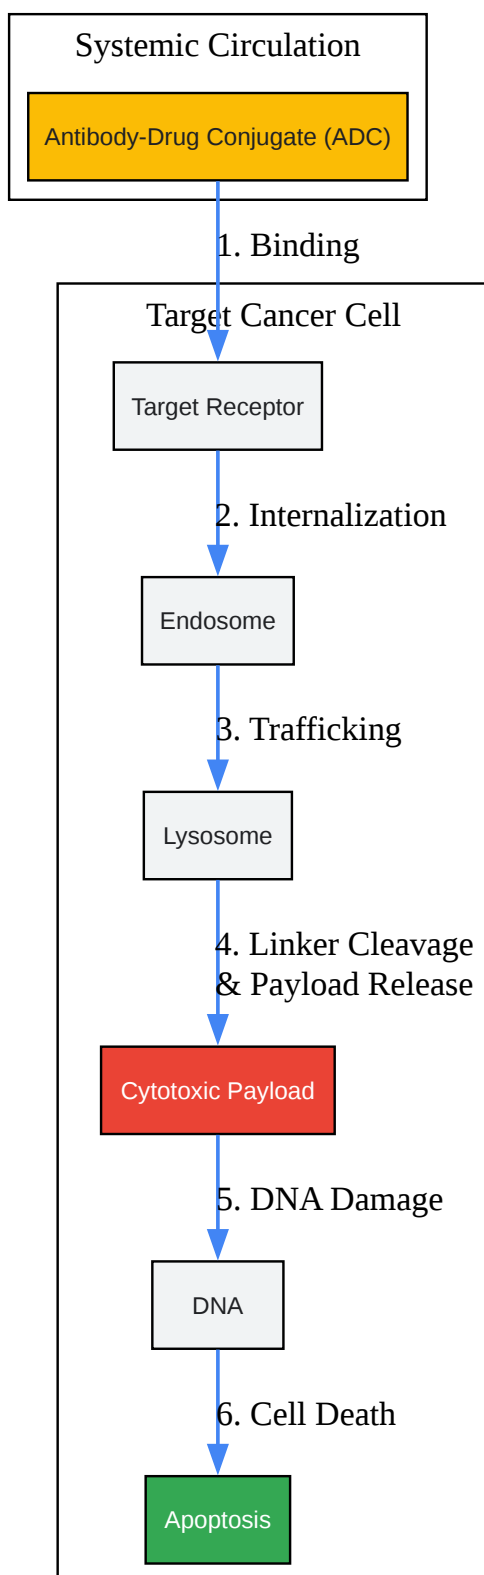 Systemic Circulation
Antibody-Drug Conjugate (ADC)
1. Binding
Target Cancer Cell
Target Receptor
2. Internalization
Endosome
3. Trafficking
Lysosome
4. Linker Cleavage
& Payload Release
Cytotoxic Payload
5. DNA Damage
DNA
6. Cell Death
Apoptosis